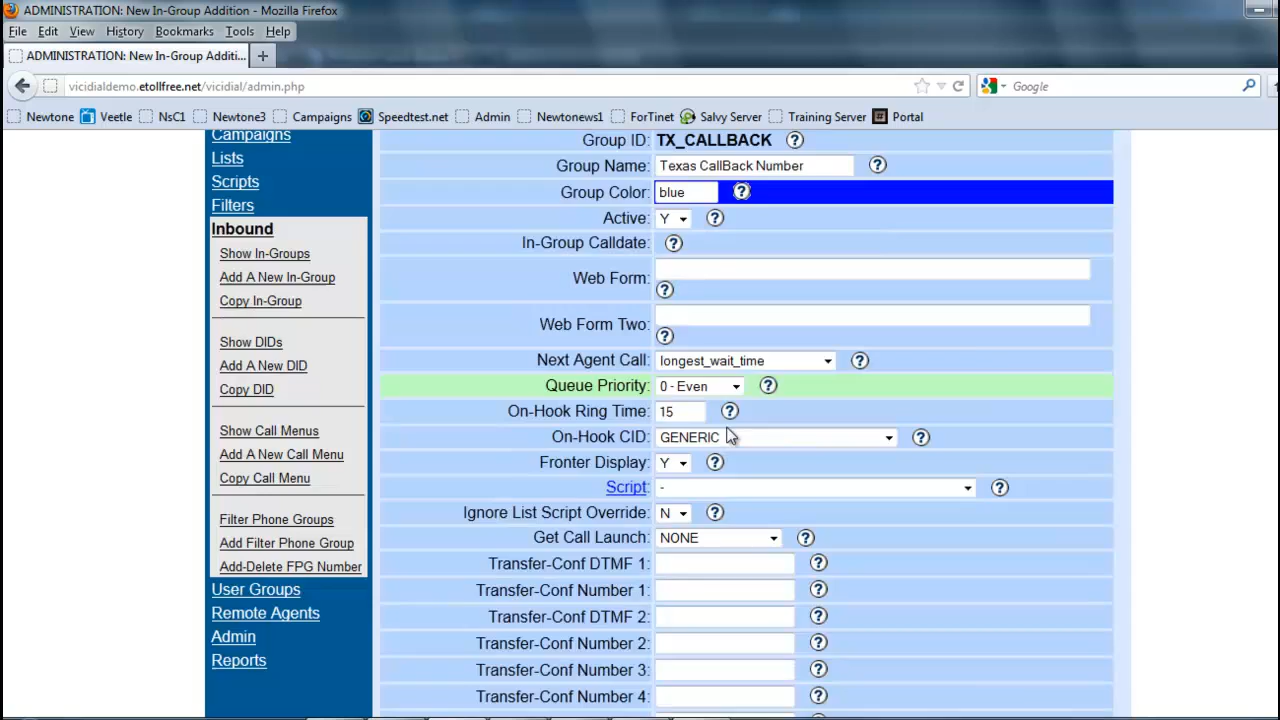 ADMINISTRATION: New In-Group Addition - Mozilla Firefox
File Edit View History Bookmarks Tools Help
ADMINISTRATION: New In-Group Additi... +
vicidialdemo.etollfree.net/vicidial/admin.php Google
Newtone Veetle NsC1 Newtone3 Campaigns Speedtest.net Admin Newtonews1 ForTinet Salvy Server Training Server Portal
Campaigns
Lists
Scripts
Filters
Inbound
Show In-Groups
Add A New In-Group
Copy In-Group
Show DIDs
Add A New DID
Copy DID
Show Call Menus
Add A New Call Menu
Copy Call Menu
Filter Phone Groups
Add Filter Phone Group
Add-Delete FPG Number
User Groups
Remote Agents
Admin
Reports
Group ID: TX_CALLBACK ?
Group Name: Texas CallBack Number ?
Group Color: blue ?
Active: Y ?
In-Group Calldate: ?
Web Form:
?
Web Form Two:
?
Next Agent Call: longest_wait_time ?
Queue Priority: 0 - Even ?
On-Hook Ring Time: 15 ?
On-Hook CID: GENERIC ?
Fronter Display: Y ?
Script: - ?
Ignore List Script Override: N ?
Get Call Launch: NONE ?
Transfer-Conf DTMF 1: ?
Transfer-Conf Number 1: ?
Transfer-Conf DTMF 2: ?
Transfer-Conf Number 2: ?
Transfer-Conf Number 3: ?
Transfer-Conf Number 4: ?